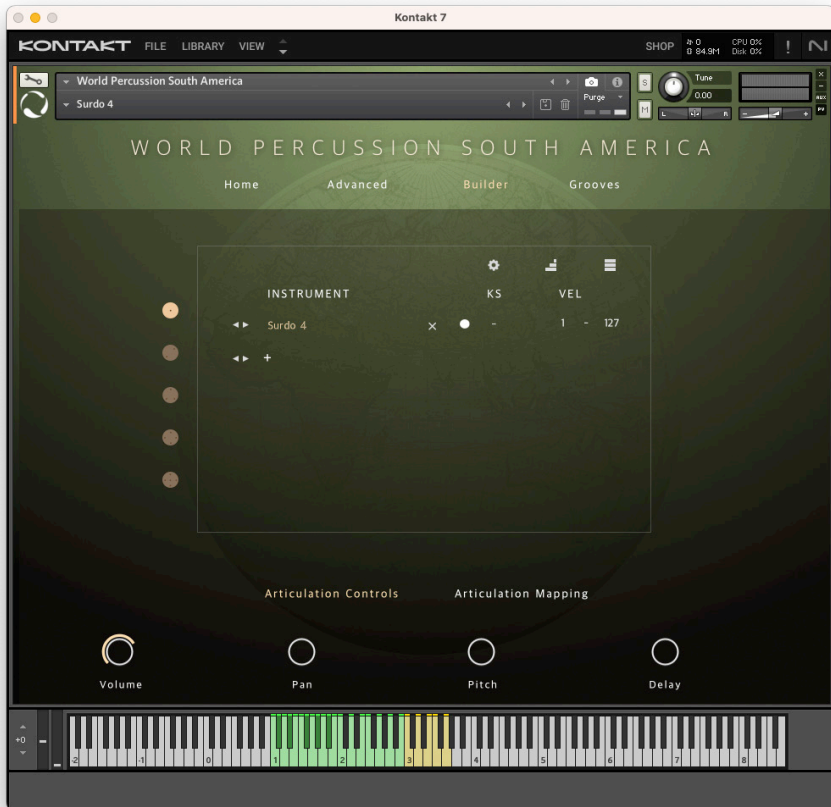 Kontakt 7
KONTAKT FILE LIBRARY VIEW SHOP 0 84.9M CPU 0% Disk 0% !
World Percussion South America
Surdo 4
Purge
S
M
Tune
0.00
L R
- +
×
-
AUX
PV
WORLD PERCUSSION SOUTH AMERICA
Home Advanced Builder Grooves
INSTRUMENT KS VEL
Surdo 4 × - 1 - 127
+
Articulation Controls Articulation Mapping
Volume Pan Pitch Delay
+0
-2 -1 0 1 2 3 4 5 6 7 8